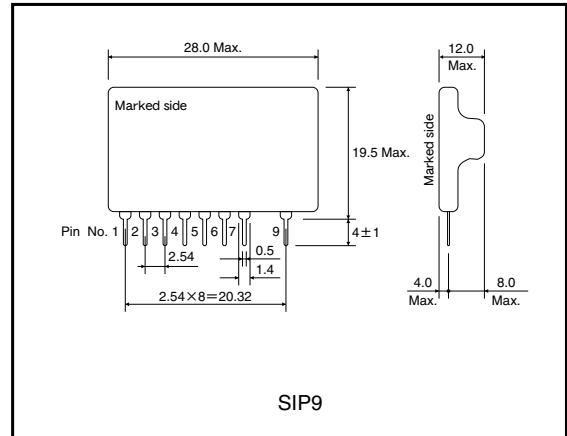 28.0 Max.
12.0
Max.
Marked side
Marked side
19.5 Max.
Pin No. 1 2 3 4 5 6 7 9
4±1
2.54
0.5
1.4
2.54×8=20.32
4.0
Max.
8.0
Max.
SIP9